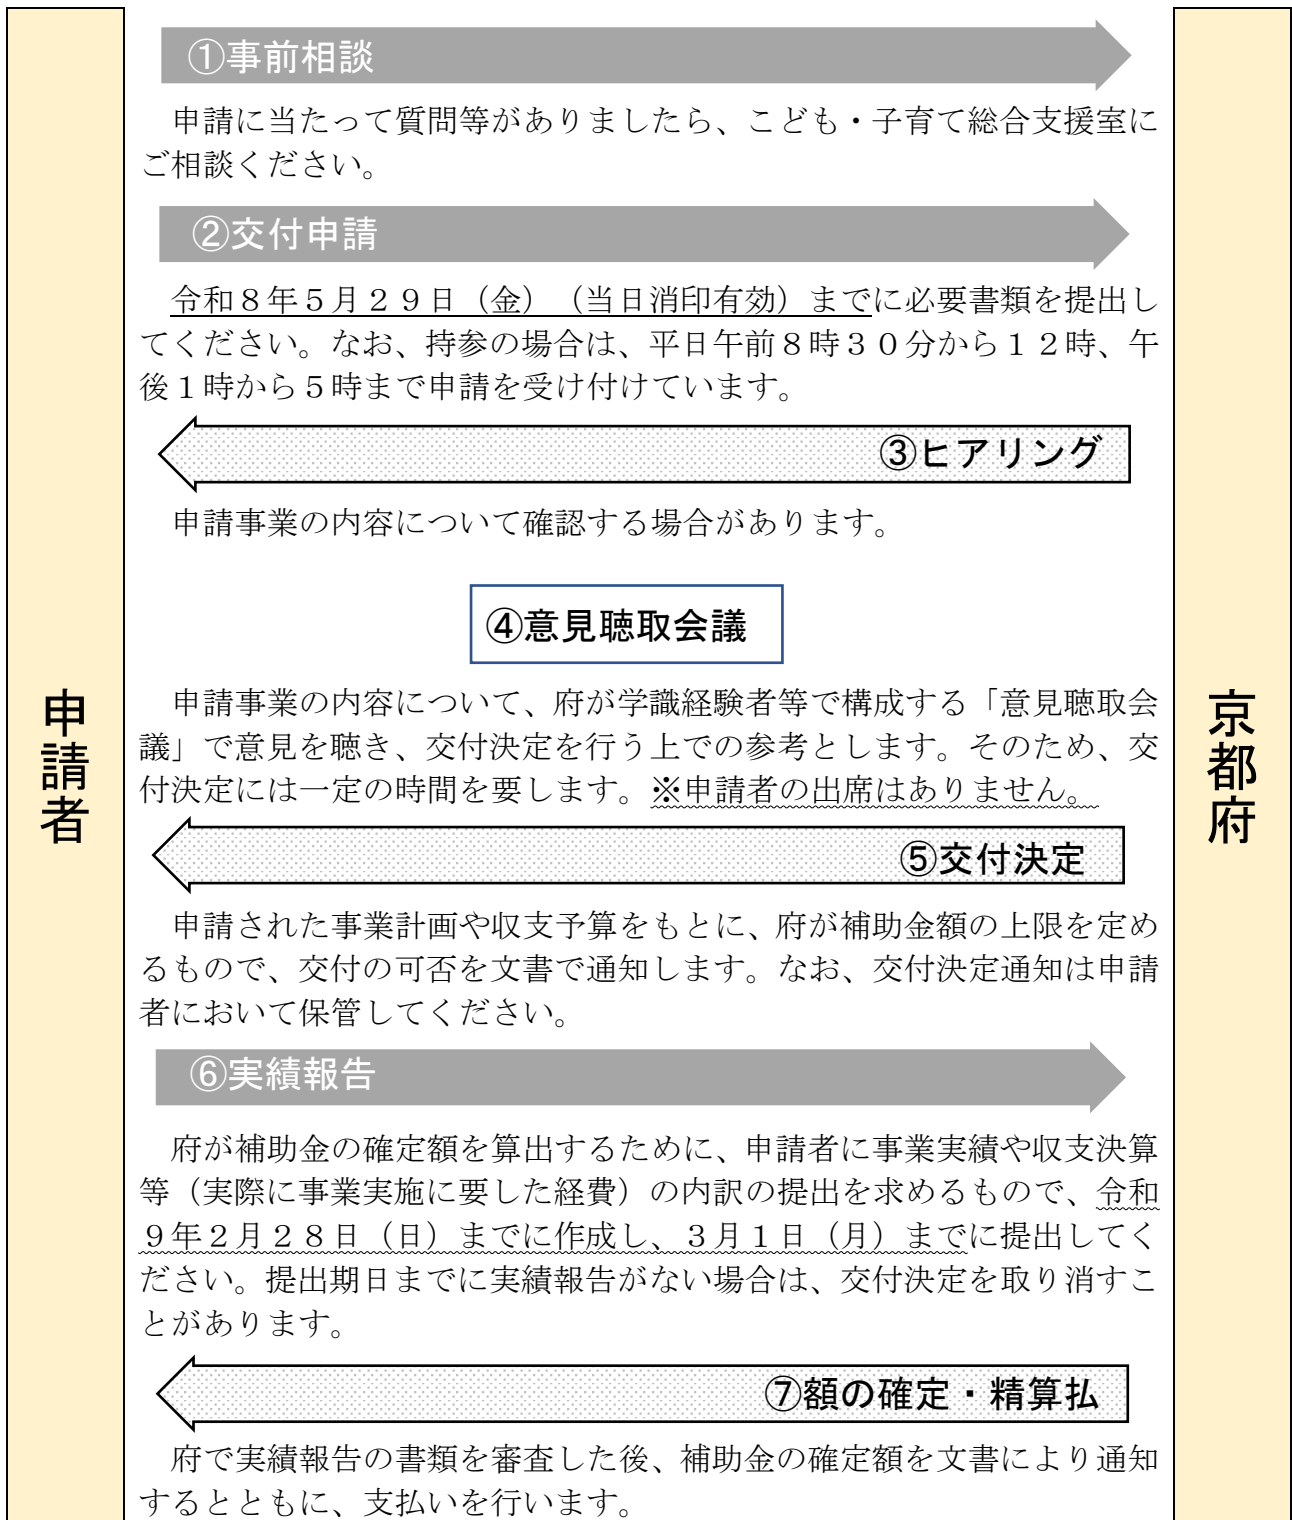 ①事前相談
申請に当たって質問等がありましたら、こども・子育て総合支援室に
ご相談ください。
②交付申請
令和８年５月２９日（金）（当日消印有効）までに必要書類を提出し
てください。なお、持参の場合は、平日午前８時３０分から１２時、午
後１時から５時まで申請を受け付けています。
③ヒアリング
申請事業の内容について確認する場合があります。
④意見聴取会議
申請事業の内容について、府が学識経験者等で構成する「意見聴取会
議」で意見を聴き、交付決定を行う上での参考とします。そのため、交
付決定には一定の時間を要します。※申請者の出席はありません。
⑤交付決定
申請された事業計画や収支予算をもとに、府が補助金額の上限を定め
るもので、交付の可否を文書で通知します。なお、交付決定通知は申請
者において保管してください。
⑥実績報告
府が補助金の確定額を算出するために、申請者に事業実績や収支決算
等（実際に事業実施に要した経費）の内訳の提出を求めるもので、令和
９年２月２８日（日）までに作成し、３月１日（月）までに提出してく
ださい。提出期日までに実績報告がない場合は、交付決定を取り消すこ
とがあります。
⑦額の確定・精算払
府で実績報告の書類を審査した後、補助金の確定額を文書により通知
するとともに、支払いを行います。
申請者
京都府